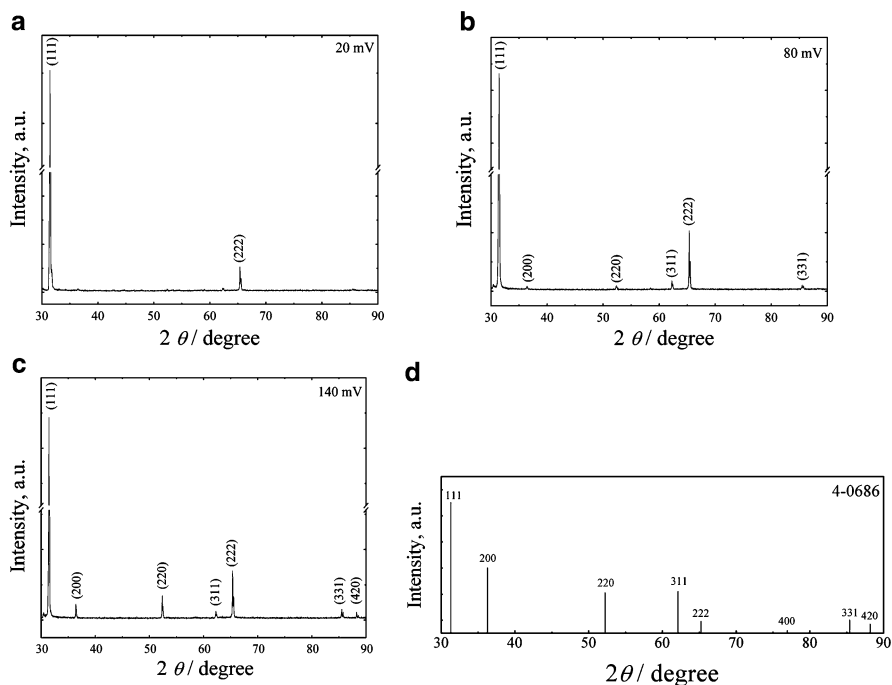 a
20 mV
(111)
(222)
Intensity, a.u.
30 40 50 60 70 80 90
2 θ / degree
b
80 mV
(111)
(200)
(220)
(311)
(222)
(331)
Intensity, a.u.
30 40 50 60 70 80 90
2 θ / degree
c
140 mV
(111)
(200)
(220)
(311)
(222)
(331)
(420)
Intensity, a.u.
30 40 50 60 70 80 90
2 θ / degree
d
4-0686
111
200
220
311
222
400
331
420
Intensity, a.u.
30 40 50 60 70 80 90
2θ / degree